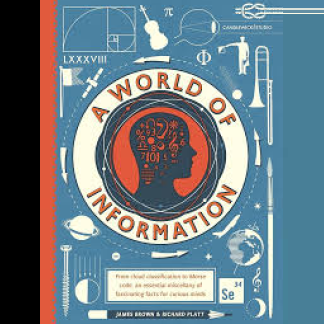 π
CANDLEWICK STUDIO
LXXXVIII
Φ
A WORLD OF
INFORMATION
From cloud classification to Morse
code: an essential miscellany of
fascinating facts for curious minds
34
Se
JAMES BROWN & RICHARD PLATT